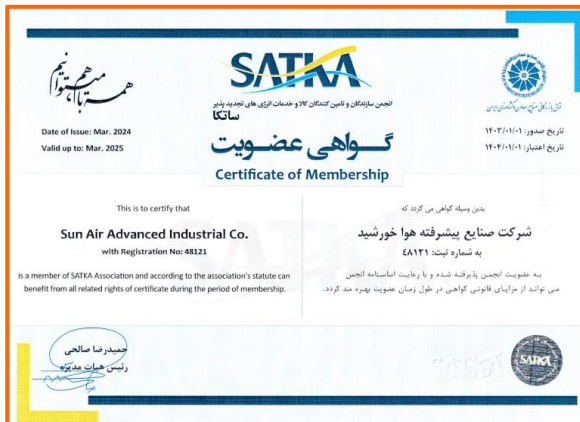 همه با هم می‌توانیم
SATKA
انجمن سازندگان و تامین کنندگان کالا و خدمات انرژی های تجدید پذیر
ساتکا
گواهی عضویت
Certificate of Membership
Date of Issue: Mar. 2024
Valid up to: Mar. 2025
تاریخ صدور: ۱۴۰۳/۰۱/۰۱
تاریخ اعتبار: ۱۴۰۴/۰۱/۰۱
This is to certify that
Sun Air Advanced Industrial Co.
with Registration No: 48121
is a member of SATKA Association and according to the association's statute can
benefit from all related rights of certificate during the period of membership.
بدین وسیله گواهی می گردد که
شرکت صنایع پیشرفته هوا خورشید
به شماره ثبت: ٤٨١٢١
به عضویت انجمن پذیرفته شده و با رعایت اساسنامه انجمن
می توانند از مزایای قانونی گواهی در طول زمان عضویت بهره مند گردد.
حمیدرضا صالحی
رئیس هیات مدیره
SATKA
SATKA